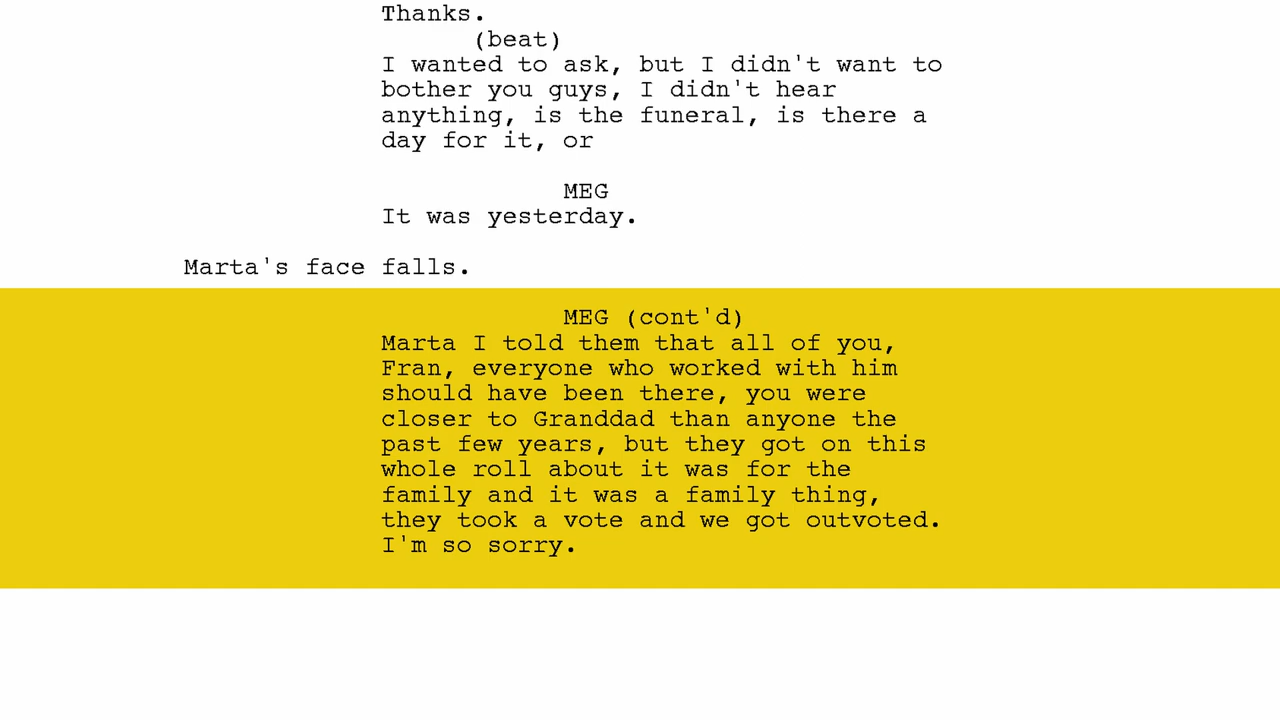 Thanks.
(beat)
I wanted to ask, but I didn't want to
bother you guys, I didn't hear
anything, is the funeral, is there a
day for it, or
MEG
It was yesterday.
Marta's face falls.
MEG (cont'd)
Marta I told them that all of you,
Fran, everyone who worked with him
should have been there, you were
closer to Granddad than anyone the
past few years, but they got on this
whole roll about it was for the
family and it was a family thing,
they took a vote and we got outvoted.
I'm so sorry.